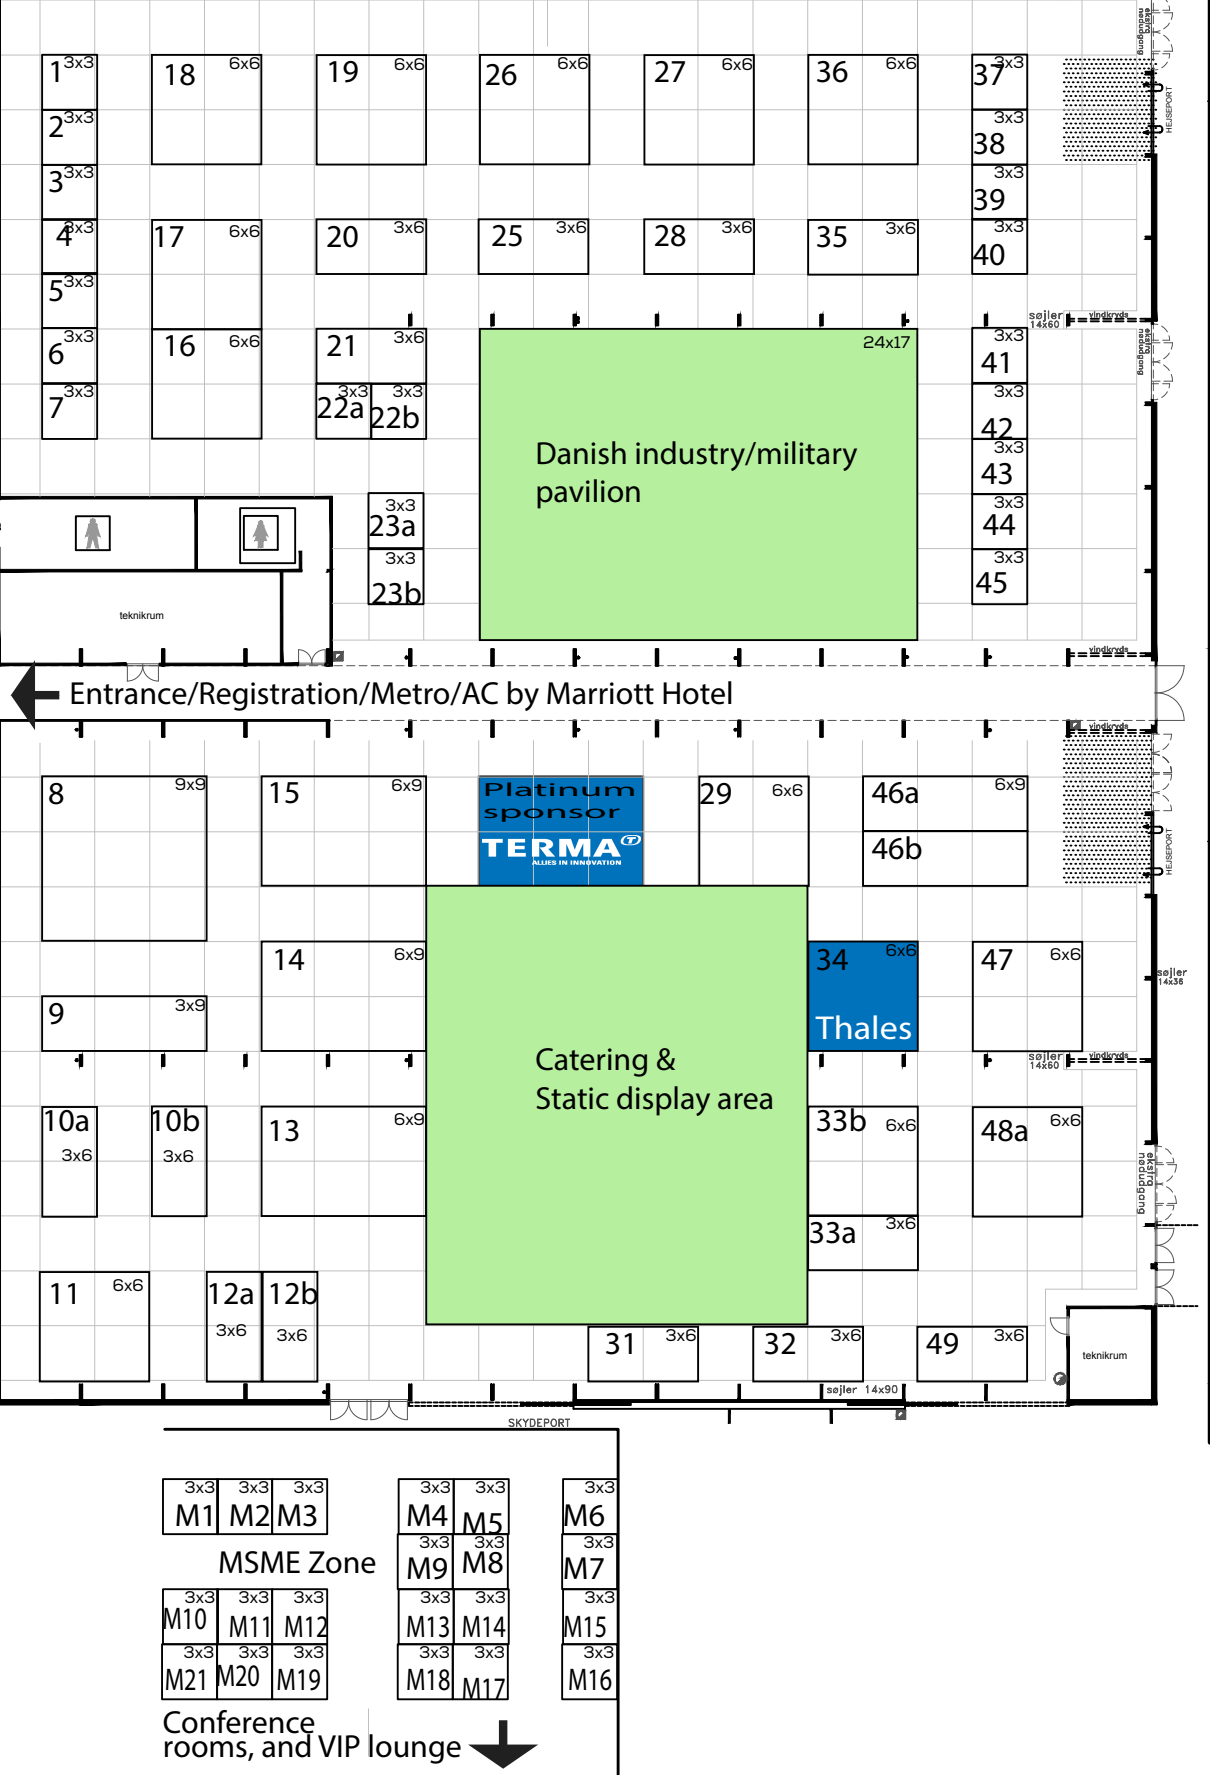 ekstra
nødudgang
1 3x3
18 6x6
19 6x6
26 6x6
27 6x6
36 6x6
37 3x3
HEJSEPORT
2 3x3
38 3x3
3 3x3
39 3x3
4 3x3
17 6x6
20 3x6
25 3x6
28 3x6
35 3x6
40 3x3
5 3x3
søjler
14x60
vindkryds
ekstra
nødudgang
6 3x3
16 6x6
21 3x6
24x17
41 3x3
7 3x3
22a 3x3
22b 3x3
42 3x3
Danish industry/military
pavilion
43 3x3
23a 3x3
44 3x3
23b 3x3
45 3x3
teknikrum
vindkryds
Entrance/Registration/Metro/AC by Marriott Hotel
vindkryds
8 9x9
15 6x9
Platinum
sponsor
TERMA T
ALLIES IN INNOVATION
29 6x6
46a 6x9
46b
HEJSEPORT
14 6x9
34 6x6
Thales
47 6x6
søjler
14x36
9 3x9
Catering &
Static display area
søjler
14x60
vindkryds
10a
3x6
10b
3x6
13 6x9
33b 6x6
48a 6x6
ekstra
nødudgang
33a 3x6
11 6x6
12a
3x6
12b
3x6
31 3x6
32 3x6
49 3x6
teknikrum
søjler 14x90
SKYDEPORT
M1 3x3
M2 3x3
M3 3x3
M4 3x3
M5 3x3
M6 3x3
MSME Zone
M9 3x3
M8 3x3
M7 3x3
M10 3x3
M11 3x3
M12 3x3
M13 3x3
M14 3x3
M15 3x3
M21 3x3
M20 3x3
M19 3x3
M18 3x3
M17 3x3
M16 3x3
Conference
rooms, and VIP lounge